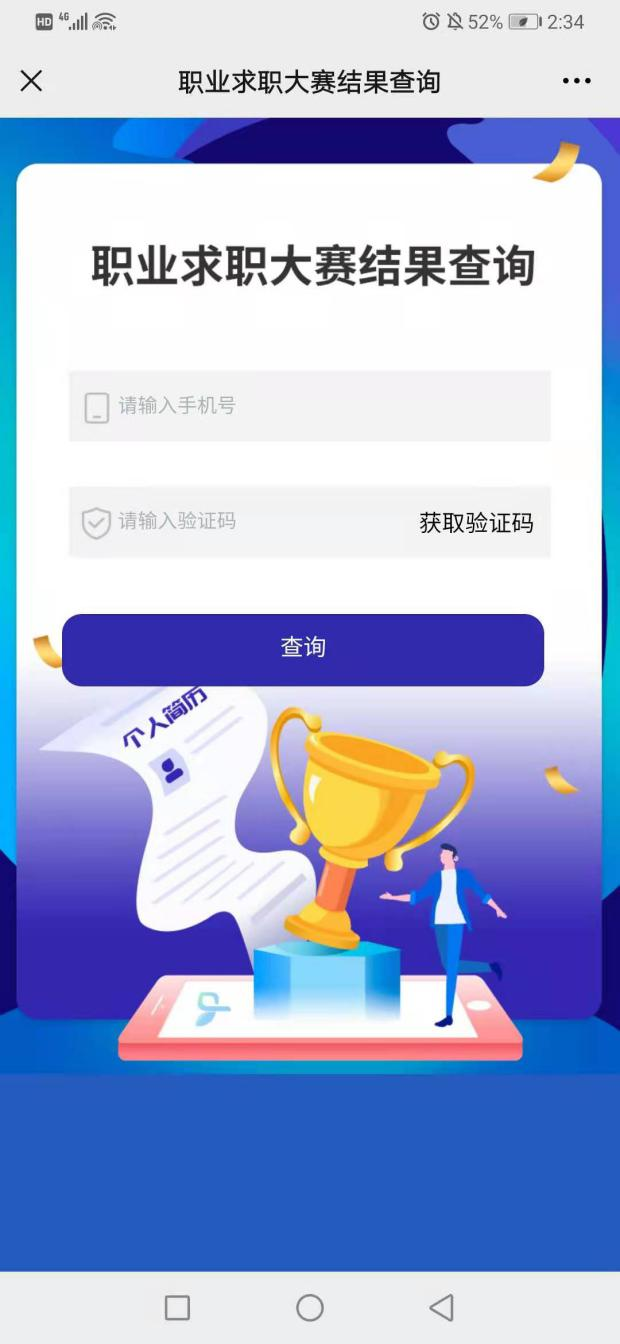 HD 4G 52% 2:34
职业求职大赛结果查询
职业求职大赛结果查询
请输入手机号
请输入验证码 获取验证码
查询
个人简历